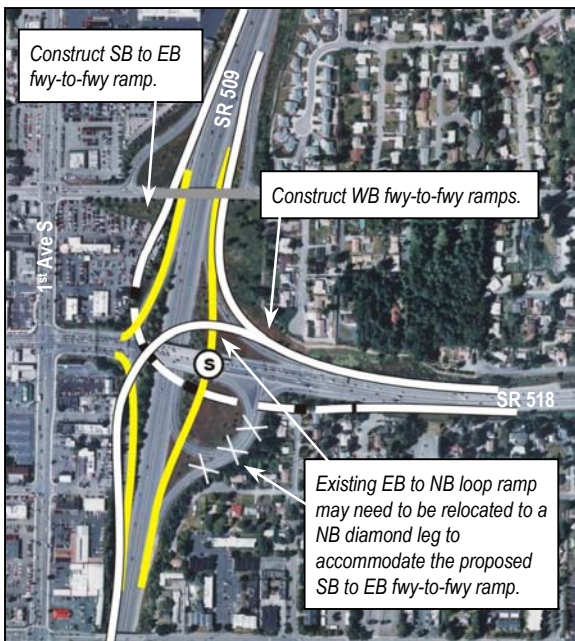 Construct SB to EB
fwy-to-fwy ramp.
SR 509
Construct WB fwy-to-fwy ramps.
1st Ave S
S
SR 518
Existing EB to NB loop ramp
may need to be relocated to a
NB diamond leg to
accommodate the proposed
SB to EB fwy-to-fwy ramp.